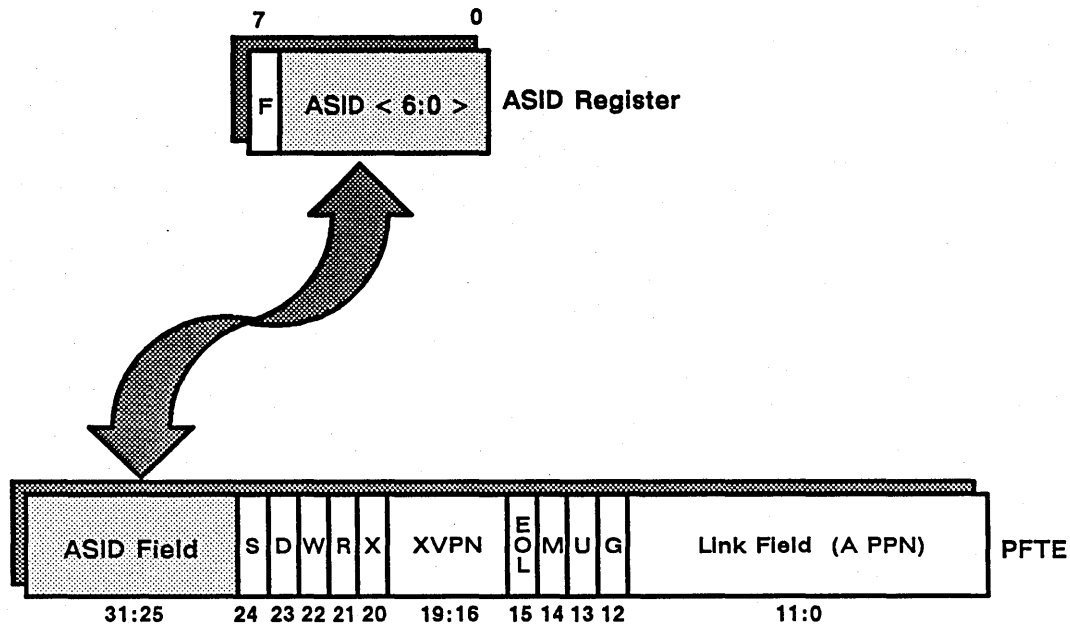 7 0
F ASID < 6:0 > ASID Register
ASID Field S D W R X XVPN EOL M U G Link Field (A PPN) PFTE
31:25 24 23 22 21 20 19:16 15 14 13 12 11:0